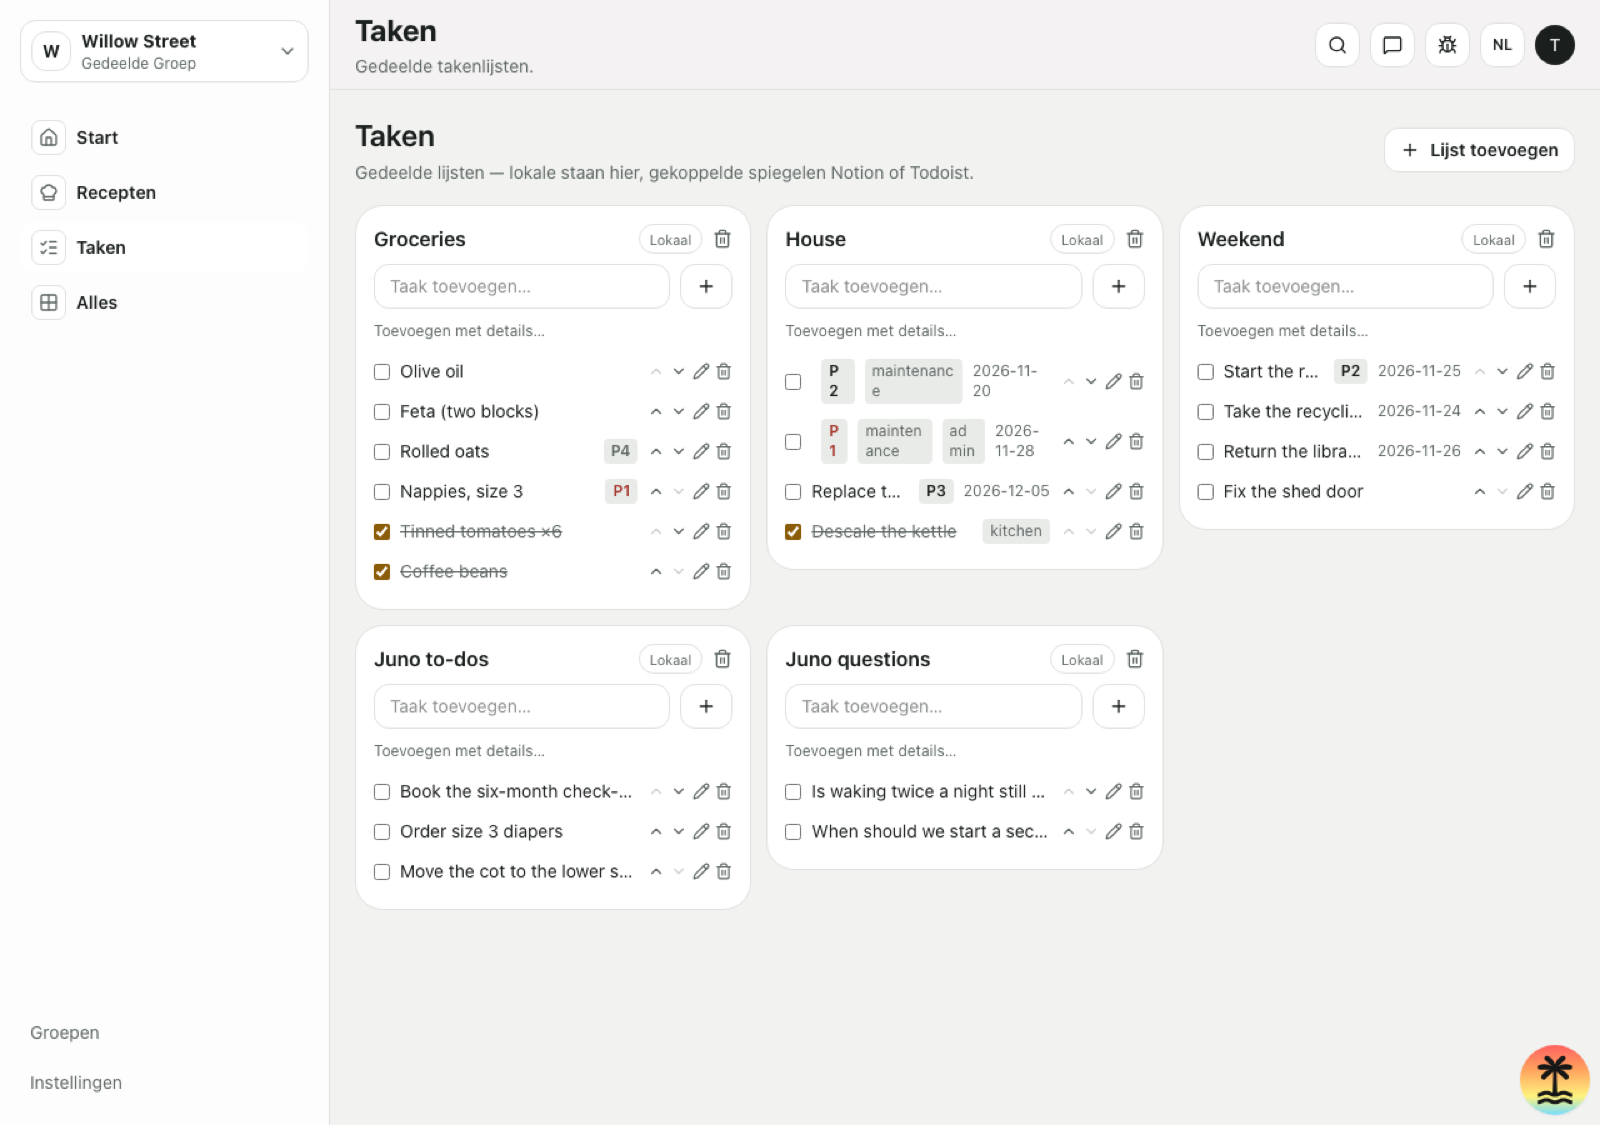 W
Willow Street
Gedeelde Groep
Start
Recepten
Taken
Alles
Groepen
Instellingen
Taken
Gedeelde takenlijsten.
NL
T
Taken
Gedeelde lijsten — lokale staan hier, gekoppelde spiegelen Notion of Todoist.
Lijst toevoegen
Groceries
Lokaal
Taak toevoegen...
Toevoegen met details...
Olive oil
Feta (two blocks)
Rolled oats P4
Nappies, size 3 P1
Tinned tomatoes ×6
Coffee beans
House
Lokaal
Taak toevoegen...
Toevoegen met details...
P
2
maintenanc
e
2026-11-
20
P
1
mainten
ance
ad
min
2026-
11-28
Replace t... P3 2026-12-05
Descale the kettle kitchen
Weekend
Lokaal
Taak toevoegen...
Toevoegen met details...
Start the r... P2 2026-11-25
Take the recycli... 2026-11-24
Return the libra... 2026-11-26
Fix the shed door
Juno to-dos
Lokaal
Taak toevoegen...
Toevoegen met details...
Book the six-month check-...
Order size 3 diapers
Move the cot to the lower s...
Juno questions
Lokaal
Taak toevoegen...
Toevoegen met details...
Is waking twice a night still ...
When should we start a sec...